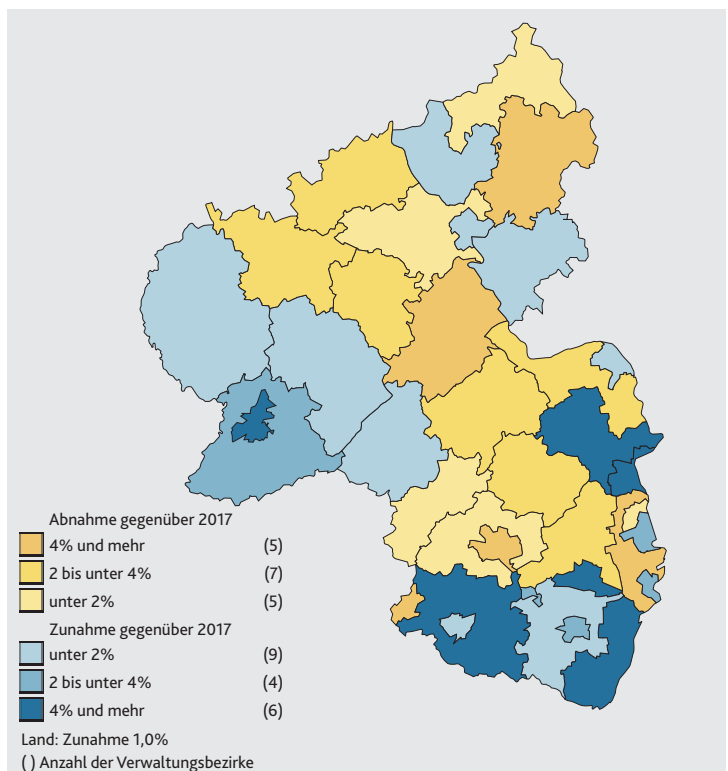 Abnahme gegenüber 2017
4% und mehr (5)
2 bis unter 4% (7)
unter 2% (5)
Zunahme gegenüber 2017
unter 2% (9)
2 bis unter 4% (4)
4% und mehr (6)
Land: Zunahme 1,0%
( ) Anzahl der Verwaltungsbezirke